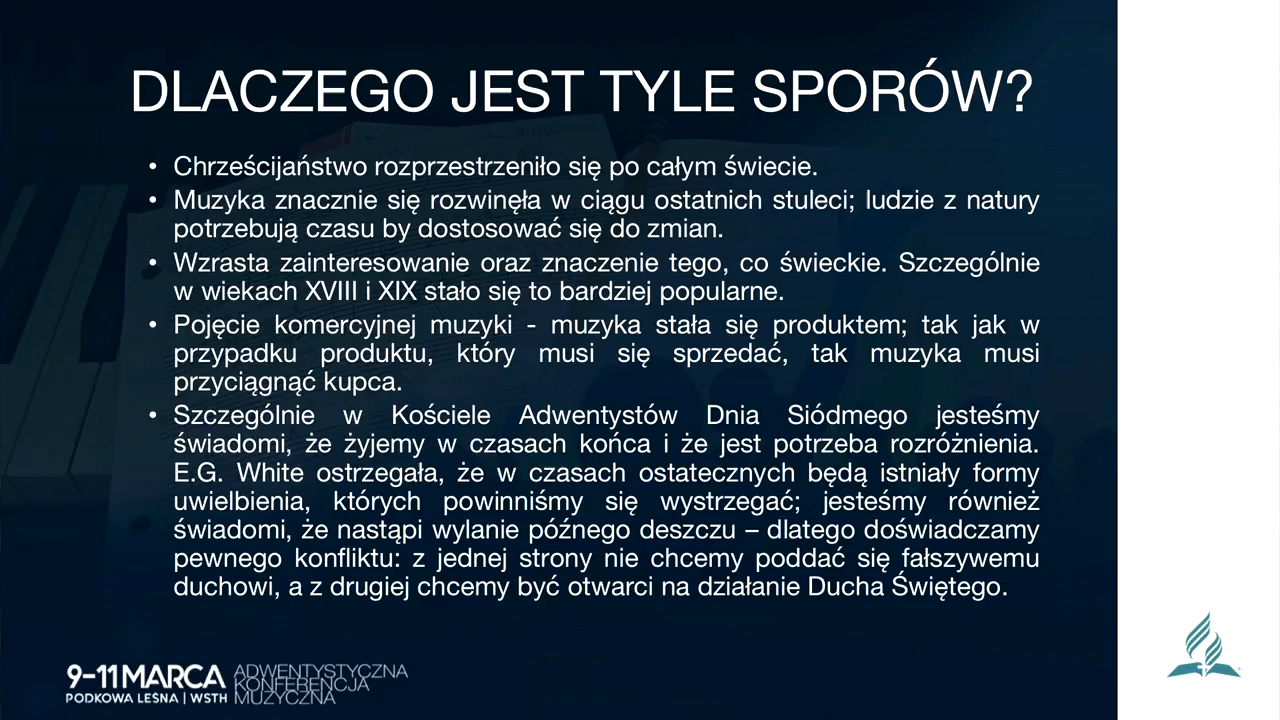 DLACZEGO JEST TYLE SPORÓW?
• Chrześcijaństwo rozprzestrzeniło się po całym świecie.
• Muzyka znacznie się rozwinęła w ciągu ostatnich stuleci; ludzie z natury
potrzebują czasu by dostosować się do zmian.
• Wzrasta zainteresowanie oraz znaczenie tego, co świeckie. Szczególnie
w wiekach XVIII i XIX stało się to bardziej popularne.
• Pojęcie komercyjnej muzyki - muzyka stała się produktem; tak jak w
przypadku produktu, który musi się sprzedać, tak muzyka musi
przyciągnąć kupca.
• Szczególnie w Kościele Adwentystów Dnia Siódmego jesteśmy
świadomi, że żyjemy w czasach końca i że jest potrzeba rozróżnienia.
E.G. White ostrzegała, że w czasach ostatecznych będą istniały formy
uwielbienia, których powinniśmy się wystrzegać; jesteśmy również
świadomi, że nastąpi wylanie późnego deszczu – dlatego doświadczamy
pewnego konfliktu: z jednej strony nie chcemy poddać się fałszywemu
duchowi, a z drugiej chcemy być otwarci na działanie Ducha Świętego.
9-11 MARCA
PODKOWA LEŚNA | WSTH
ADWENTYSTYCZNA
KONFERENCJA
MUZYCZNA